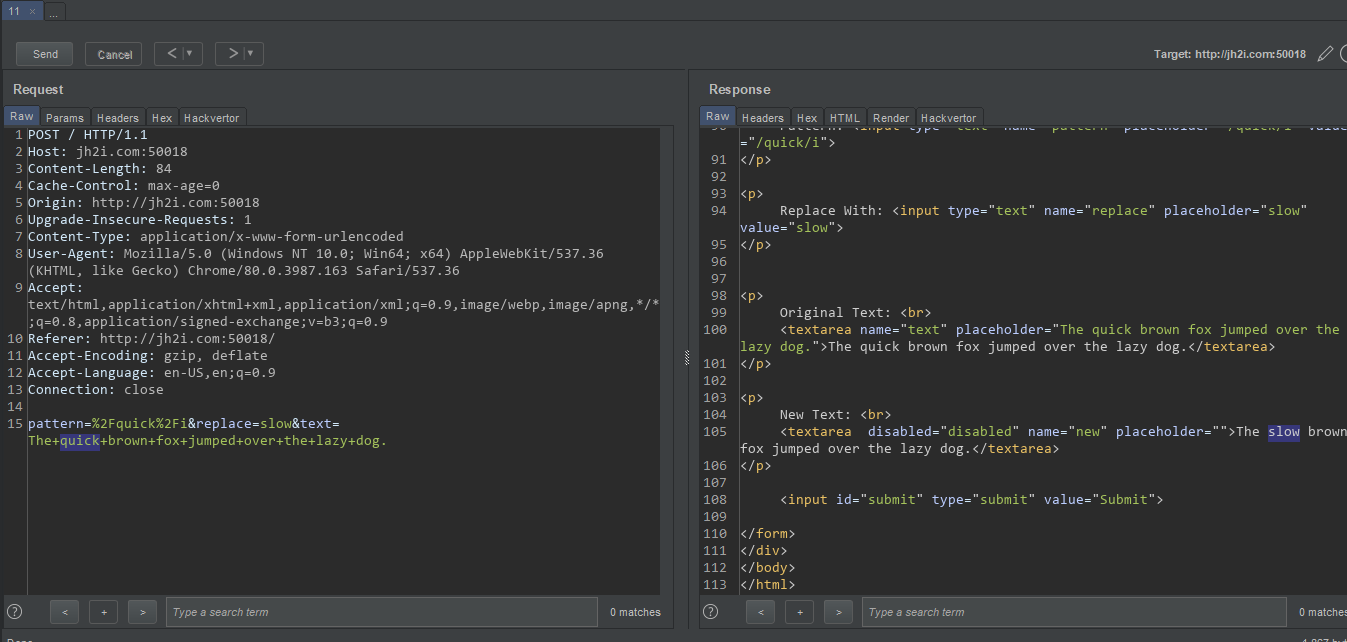 11 × ...
Send Cancel < ▼ > ▼ Target: http://jh2i.com:50018
Request
Raw Params Headers Hex Hackvertor
1 POST / HTTP/1.1
2 Host: jh2i.com:50018
3 Content-Length: 84
4 Cache-Control: max-age=0
5 Origin: http://jh2i.com:50018
6 Upgrade-Insecure-Requests: 1
7 Content-Type: application/x-www-form-urlencoded
8 User-Agent: Mozilla/5.0 (Windows NT 10.0; Win64; x64) AppleWebKit/537.36
(KHTML, like Gecko) Chrome/80.0.3987.163 Safari/537.36
9 Accept:
text/html,application/xhtml+xml,application/xml;q=0.9,image/webp,image/apng,*/*
;q=0.8,application/signed-exchange;v=b3;q=0.9
10 Referer: http://jh2i.com:50018/
11 Accept-Encoding: gzip, deflate
12 Accept-Language: en-US,en;q=0.9
13 Connection: close
14
15 pattern=%2Fquick%2Fi&replace=slow&text=
The+quick+brown+fox+jumped+over+the+lazy+dog.
? < + > Type a search term 0 matches
Response
Raw Headers Hex HTML Render Hackvertor
90 Pattern: <input type="text" name="pattern" placeholder="/quick/i" value
="/quick/i">
91 </p>
92
93 <p>
94 Replace With: <input type="text" name="replace" placeholder="slow"
value="slow">
95 </p>
96
97
98 <p>
99 Original Text: <br>
100 <textarea name="text" placeholder="The quick brown fox jumped over the
lazy dog.">The quick brown fox jumped over the lazy dog.</textarea>
101 </p>
102
103 <p>
104 New Text: <br>
105 <textarea disabled="disabled" name="new" placeholder="">The slow brown
fox jumped over the lazy dog.</textarea>
106 </p>
107
108 <input id="submit" type="submit" value="Submit">
109
110 </form>
111 </div>
112 </body>
113 </html>
? < + > Type a search term 0 matches